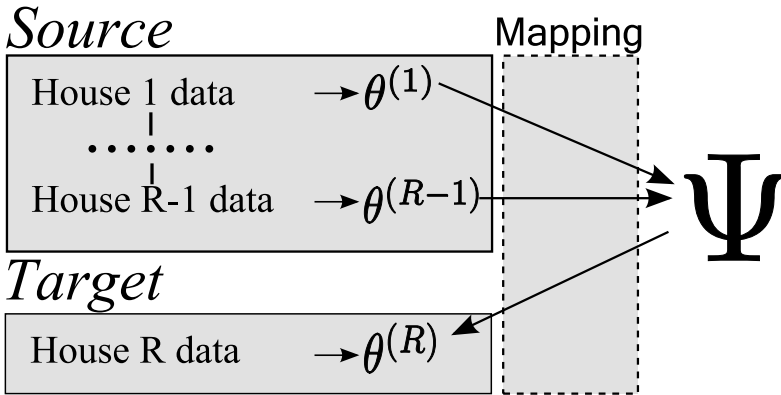 Source
Mapping
House 1 data → θ^(1)
.......
House R-1 data → θ^(R−1)
Ψ
Target
House R data → θ^(R)